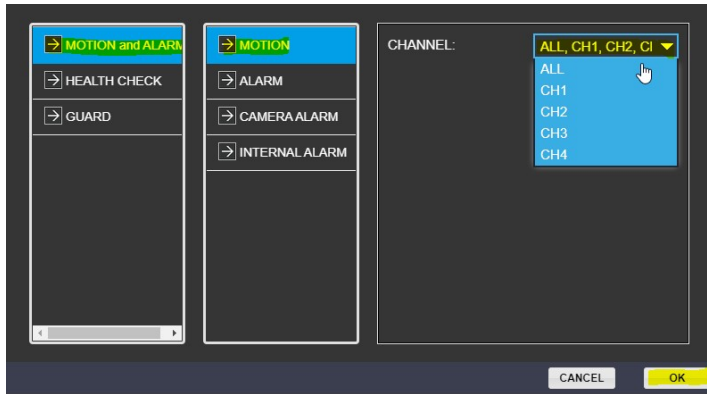 MOTION and ALARM
HEALTH CHECK
GUARD
MOTION
ALARM
CAMERA ALARM
INTERNAL ALARM
CHANNEL:
ALL, CH1, CH2, CI
ALL
CH1
CH2
CH3
CH4
CANCEL
OK